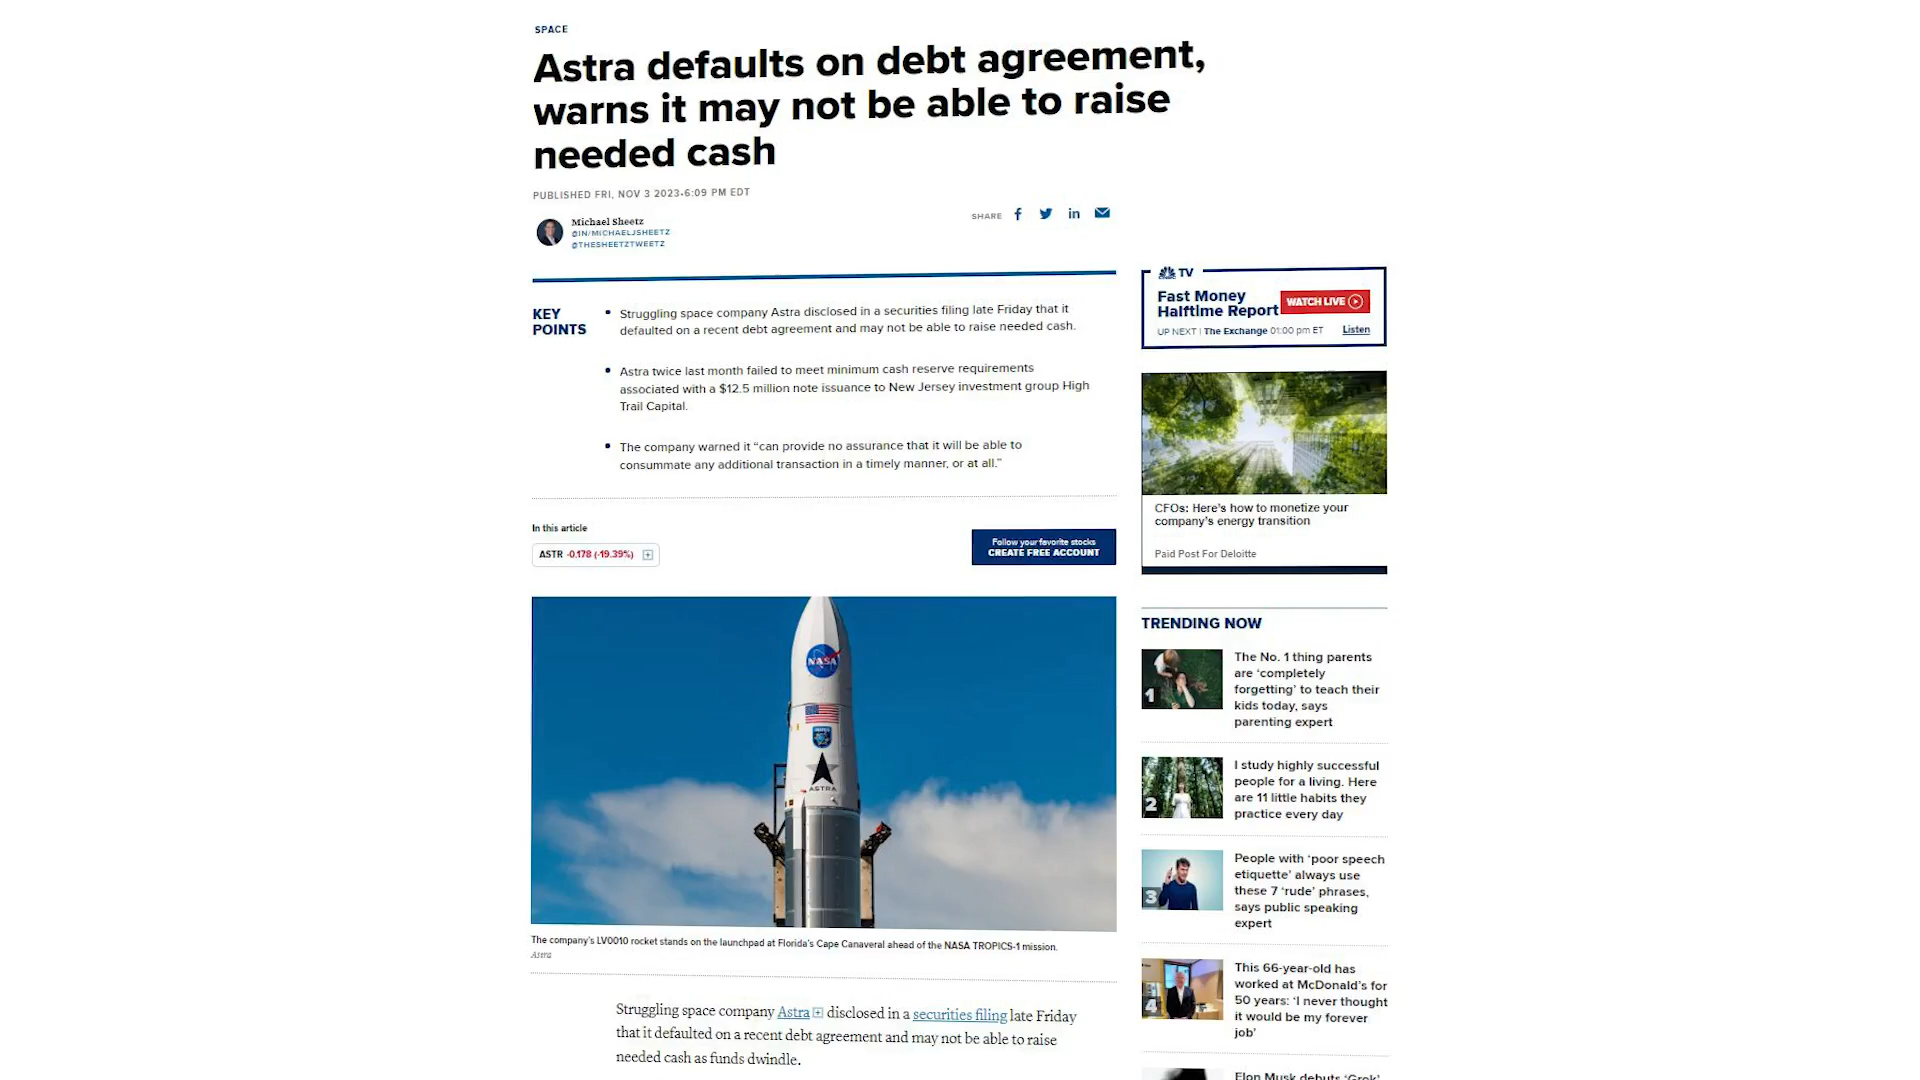 SPACE
Astra defaults on debt agreement,
warns it may not be able to raise
needed cash
PUBLISHED FRI, NOV 3 2023•6:09 PM EDT
Michael Sheetz
@IN/MICHAELJSHEETZ
@THESHEETZTWEETZ
SHARE
KEY
POINTS
Struggling space company Astra disclosed in a securities filing late Friday that it
defaulted on a recent debt agreement and may not be able to raise needed cash.
Astra twice last month failed to meet minimum cash reserve requirements
associated with a $12.5 million note issuance to New Jersey investment group High
Trail Capital.
The company warned it “can provide no assurance that it will be able to
consummate any additional transaction in a timely manner, or at all.”
In this article
ASTR -0.178 (-19.39%)
Follow your favorite stocks
CREATE FREE ACCOUNT
NASA
ASTRA
The company's LV0010 rocket stands on the launchpad at Florida's Cape Canaveral ahead of the NASA TROPICS-1 mission.
Astra
Struggling space company Astra disclosed in a securities filing late Friday
that it defaulted on a recent debt agreement and may not be able to raise
needed cash as funds dwindle.
TV
Fast Money
Halftime Report
WATCH LIVE
UP NEXT | The Exchange 01:00 pm ET
Listen
CFOs: Here's how to monetize your
company's energy transition
Paid Post For Deloitte
TRENDING NOW
1
The No. 1 thing parents
are ‘completely
forgetting’ to teach their
kids today, says
parenting expert
2
I study highly successful
people for a living. Here
are 11 little habits they
practice every day
3
People with ‘poor speech
etiquette’ always use
these 7 ‘rude’ phrases,
says public speaking
expert
4
This 66-year-old has
worked at McDonald's for
50 years: ‘I never thought
it would be my forever
job’
Elon Musk debuts ‘Grok’